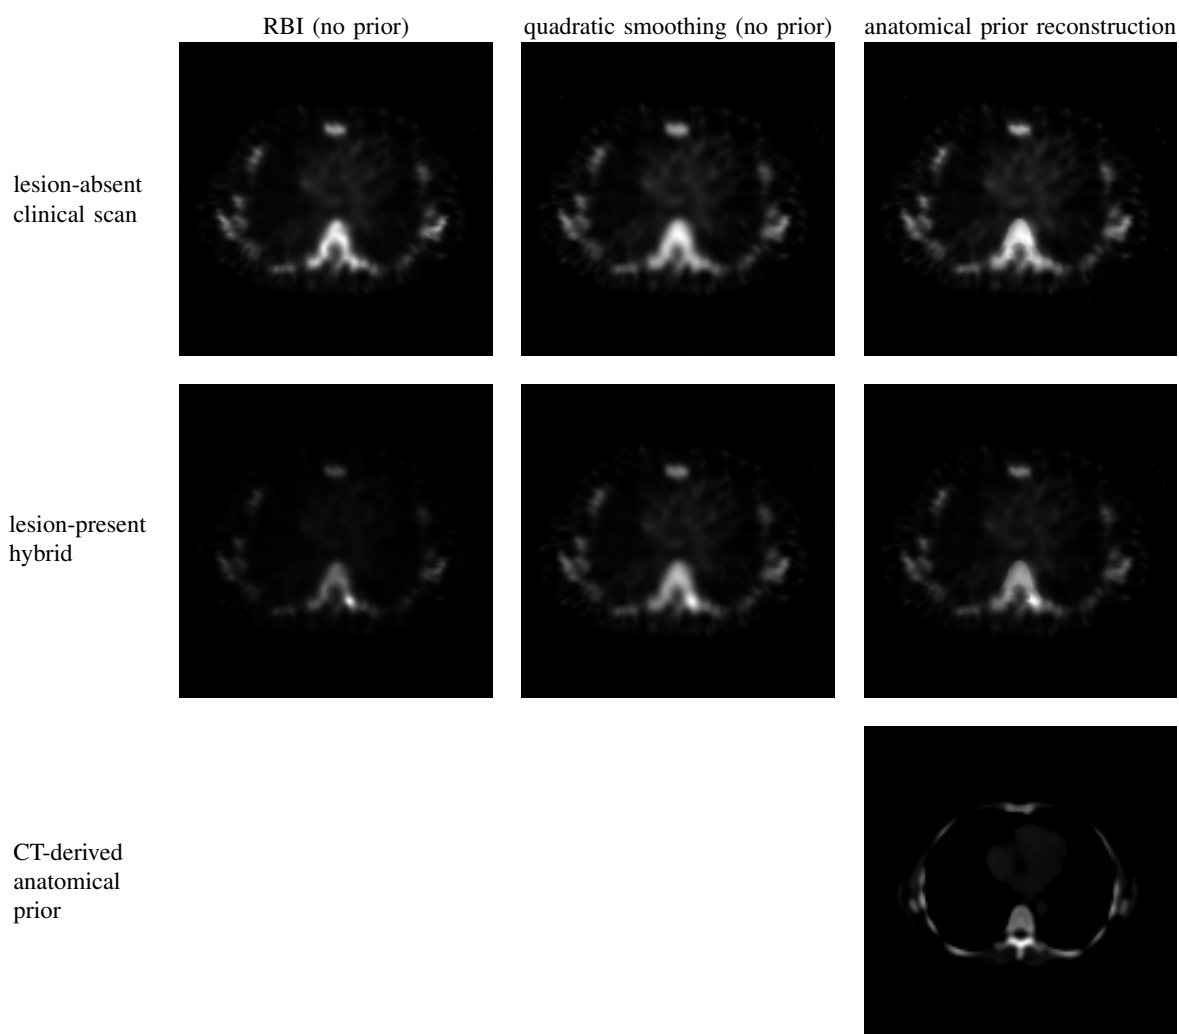 RBI (no prior)
quadratic smoothing (no prior)
anatomical prior reconstruction
lesion-absent
clinical scan
lesion-present
hybrid
CT-derived
anatomical
prior